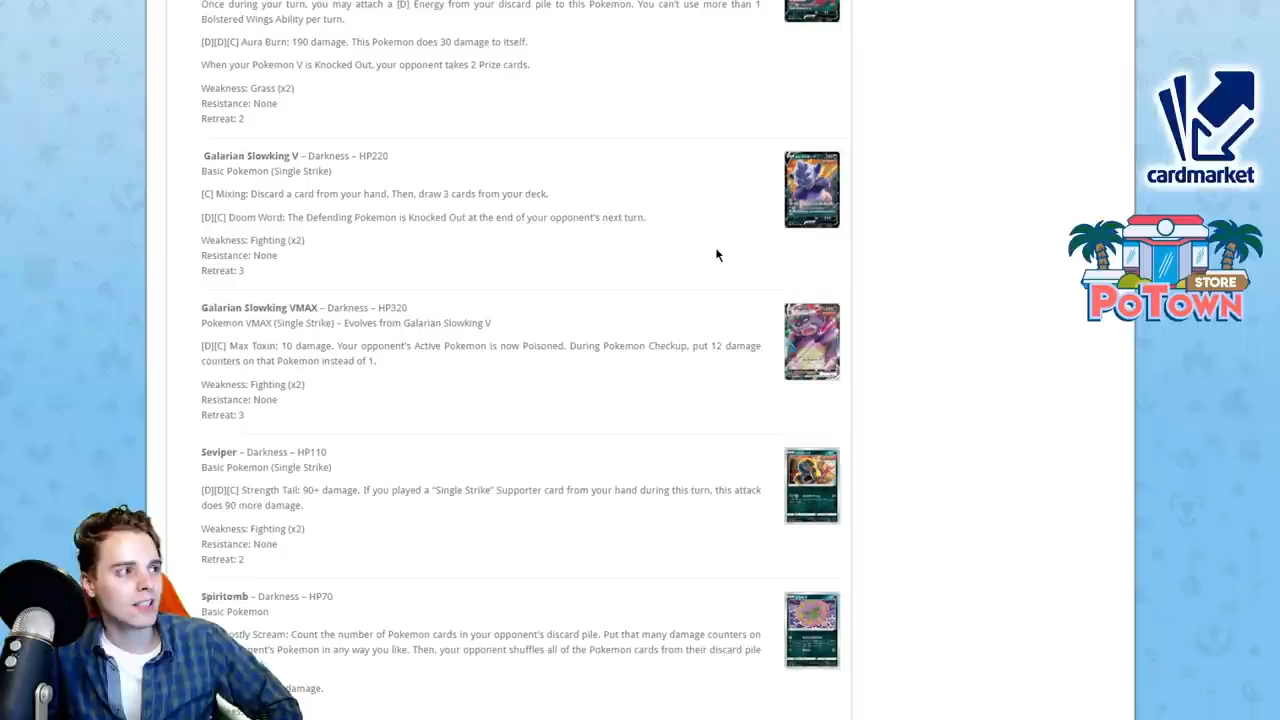 Once during your turn, you may attach a [D] Energy from your discard pile to this Pokemon. You can't use more than 1
Bolstered Wings Ability per turn.
[D][D][C] Aura Burn: 190 damage. This Pokemon does 30 damage to itself.
When your Pokemon V is Knocked Out, your opponent takes 2 Prize cards.
Weakness: Grass (x2)
Resistance: None
Retreat: 2
Galarian Slowking V – Darkness – HP220
Basic Pokemon (Single Strike)
[C] Mixing: Discard a card from your hand. Then, draw 3 cards from your deck.
[D][C] Doom Word: The Defending Pokemon is Knocked Out at the end of your opponent's next turn.
Weakness: Fighting (x2)
Resistance: None
Retreat: 3
Galarian Slowking VMAX – Darkness – HP320
Pokemon VMAX (Single Strike) – Evolves from Galarian Slowking V
[D][C] Max Toxin: 10 damage. Your opponent's Active Pokemon is now Poisoned. During Pokemon Checkup, put 12 damage
counters on that Pokemon instead of 1.
Weakness: Fighting (x2)
Resistance: None
Retreat: 3
Seviper – Darkness – HP110
Basic Pokemon (Single Strike)
[D][D][C] Strength Tail: 90+ damage. If you played a "Single Strike" Supporter card from your hand during this turn, this attack
does 90 more damage.
Weakness: Fighting (x2)
Resistance: None
Retreat: 2
Spiritomb – Darkness – HP70
Basic Pokemon
Scream: Count the number of Pokemon cards in your opponent's discard pile. Put that many damage counters on
Pokemon in any way you like. Then, your opponent shuffles all of the Pokemon cards from their discard pile
damage.
cardmarket
STORE
POTOWN